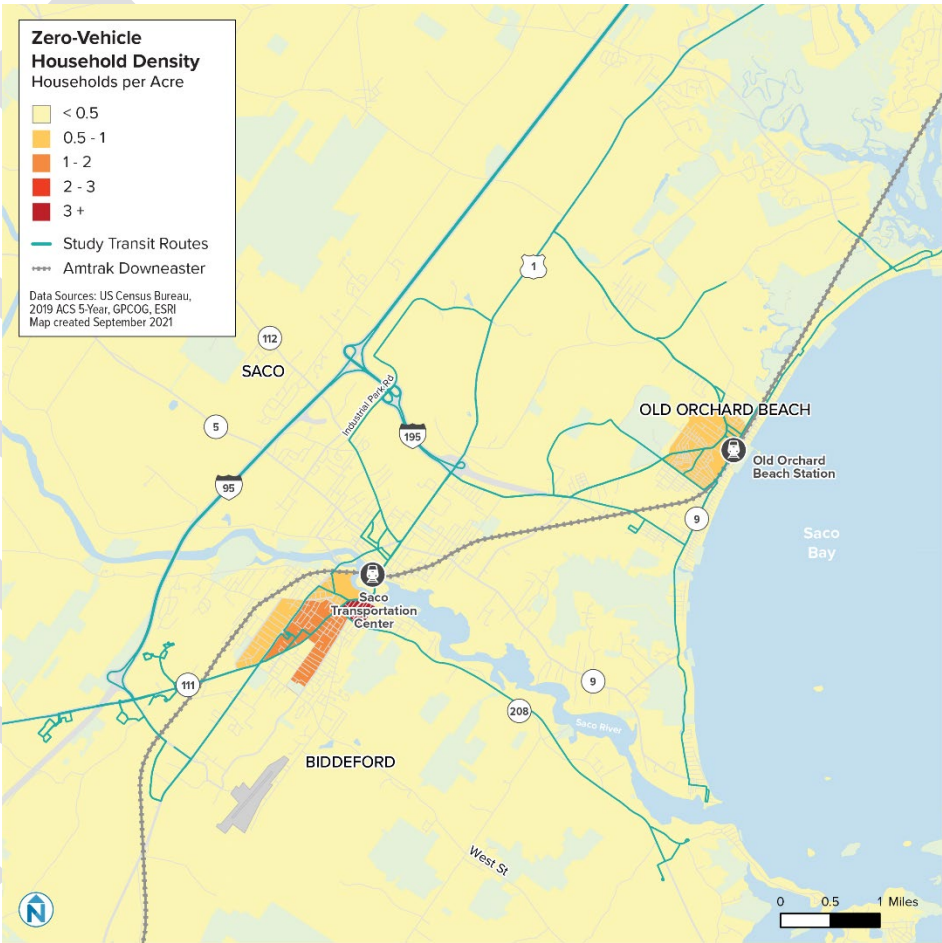 Zero-Vehicle
Household Density
Households per Acre
< 0.5
0.5 - 1
1 - 2
2 - 3
3 +
Study Transit Routes
Amtrak Downeaster
Data Sources: US Census Bureau,
2019 ACS 5-Year, GPCOG, ESRI
Map created September 2021
1
112
SACO
Industrial Park Rd
5
195
OLD ORCHARD BEACH
Old Orchard
Beach Station
95
9
Saco
Bay
Saco
Transportation
Center
111
9
208
Saco River
BIDDEFORD
West St
N
0 0.5 1 Miles